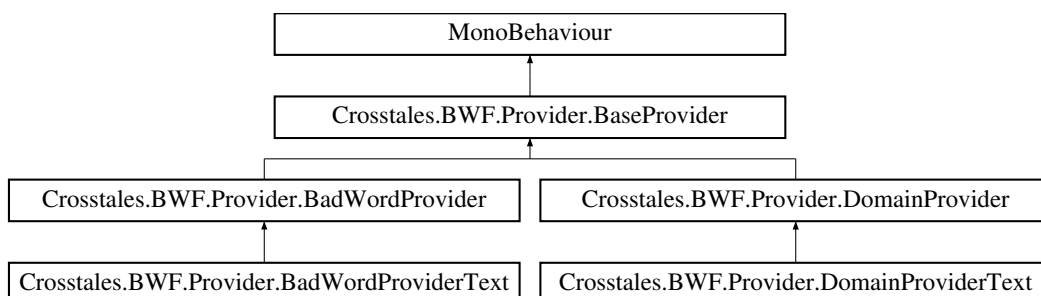 MonoBehaviour
Crosstales.BWF.Provider.BaseProvider
Crosstales.BWF.Provider.BadWordProvider
Crosstales.BWF.Provider.DomainProvider
Crosstales.BWF.Provider.BadWordProviderText
Crosstales.BWF.Provider.DomainProviderText